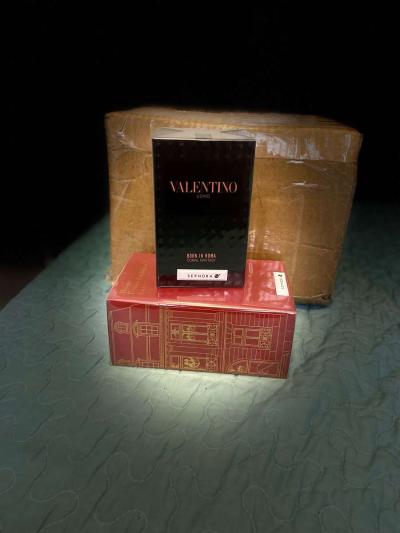 VALENTINO
UOMO
BORN IN ROMA
CORAL FANTASY
SEPHORA